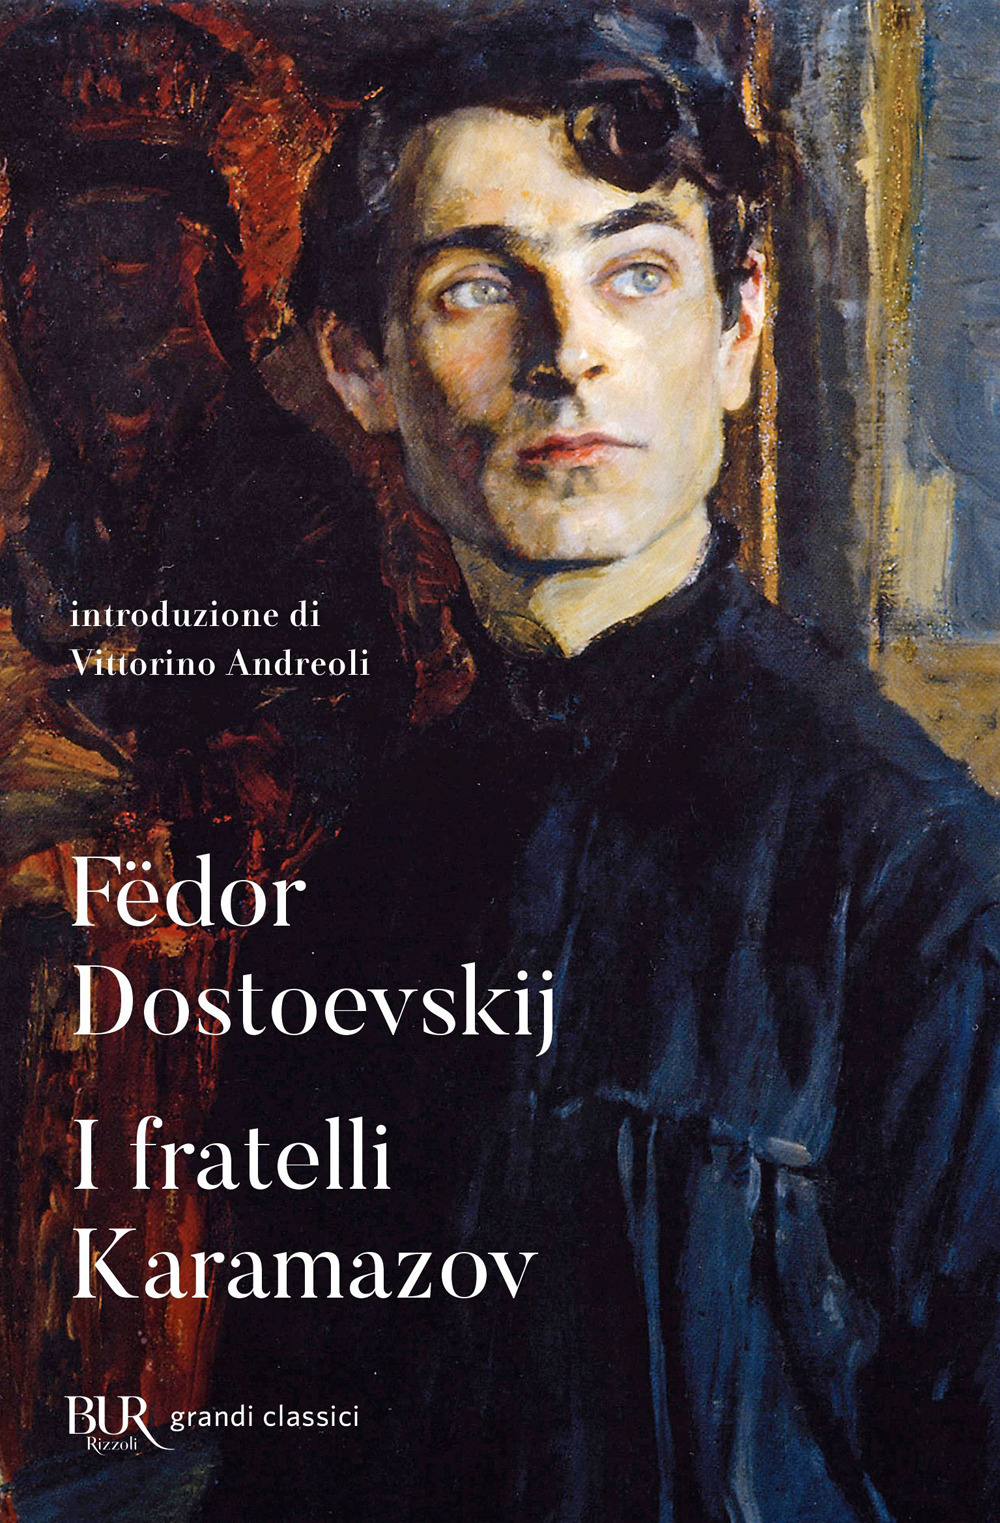 introduzione di
Vittorino Andreoli
Fëdor
Dostoevskij
I fratelli
Karamazov
BUR
Rizzoli
grandi classici